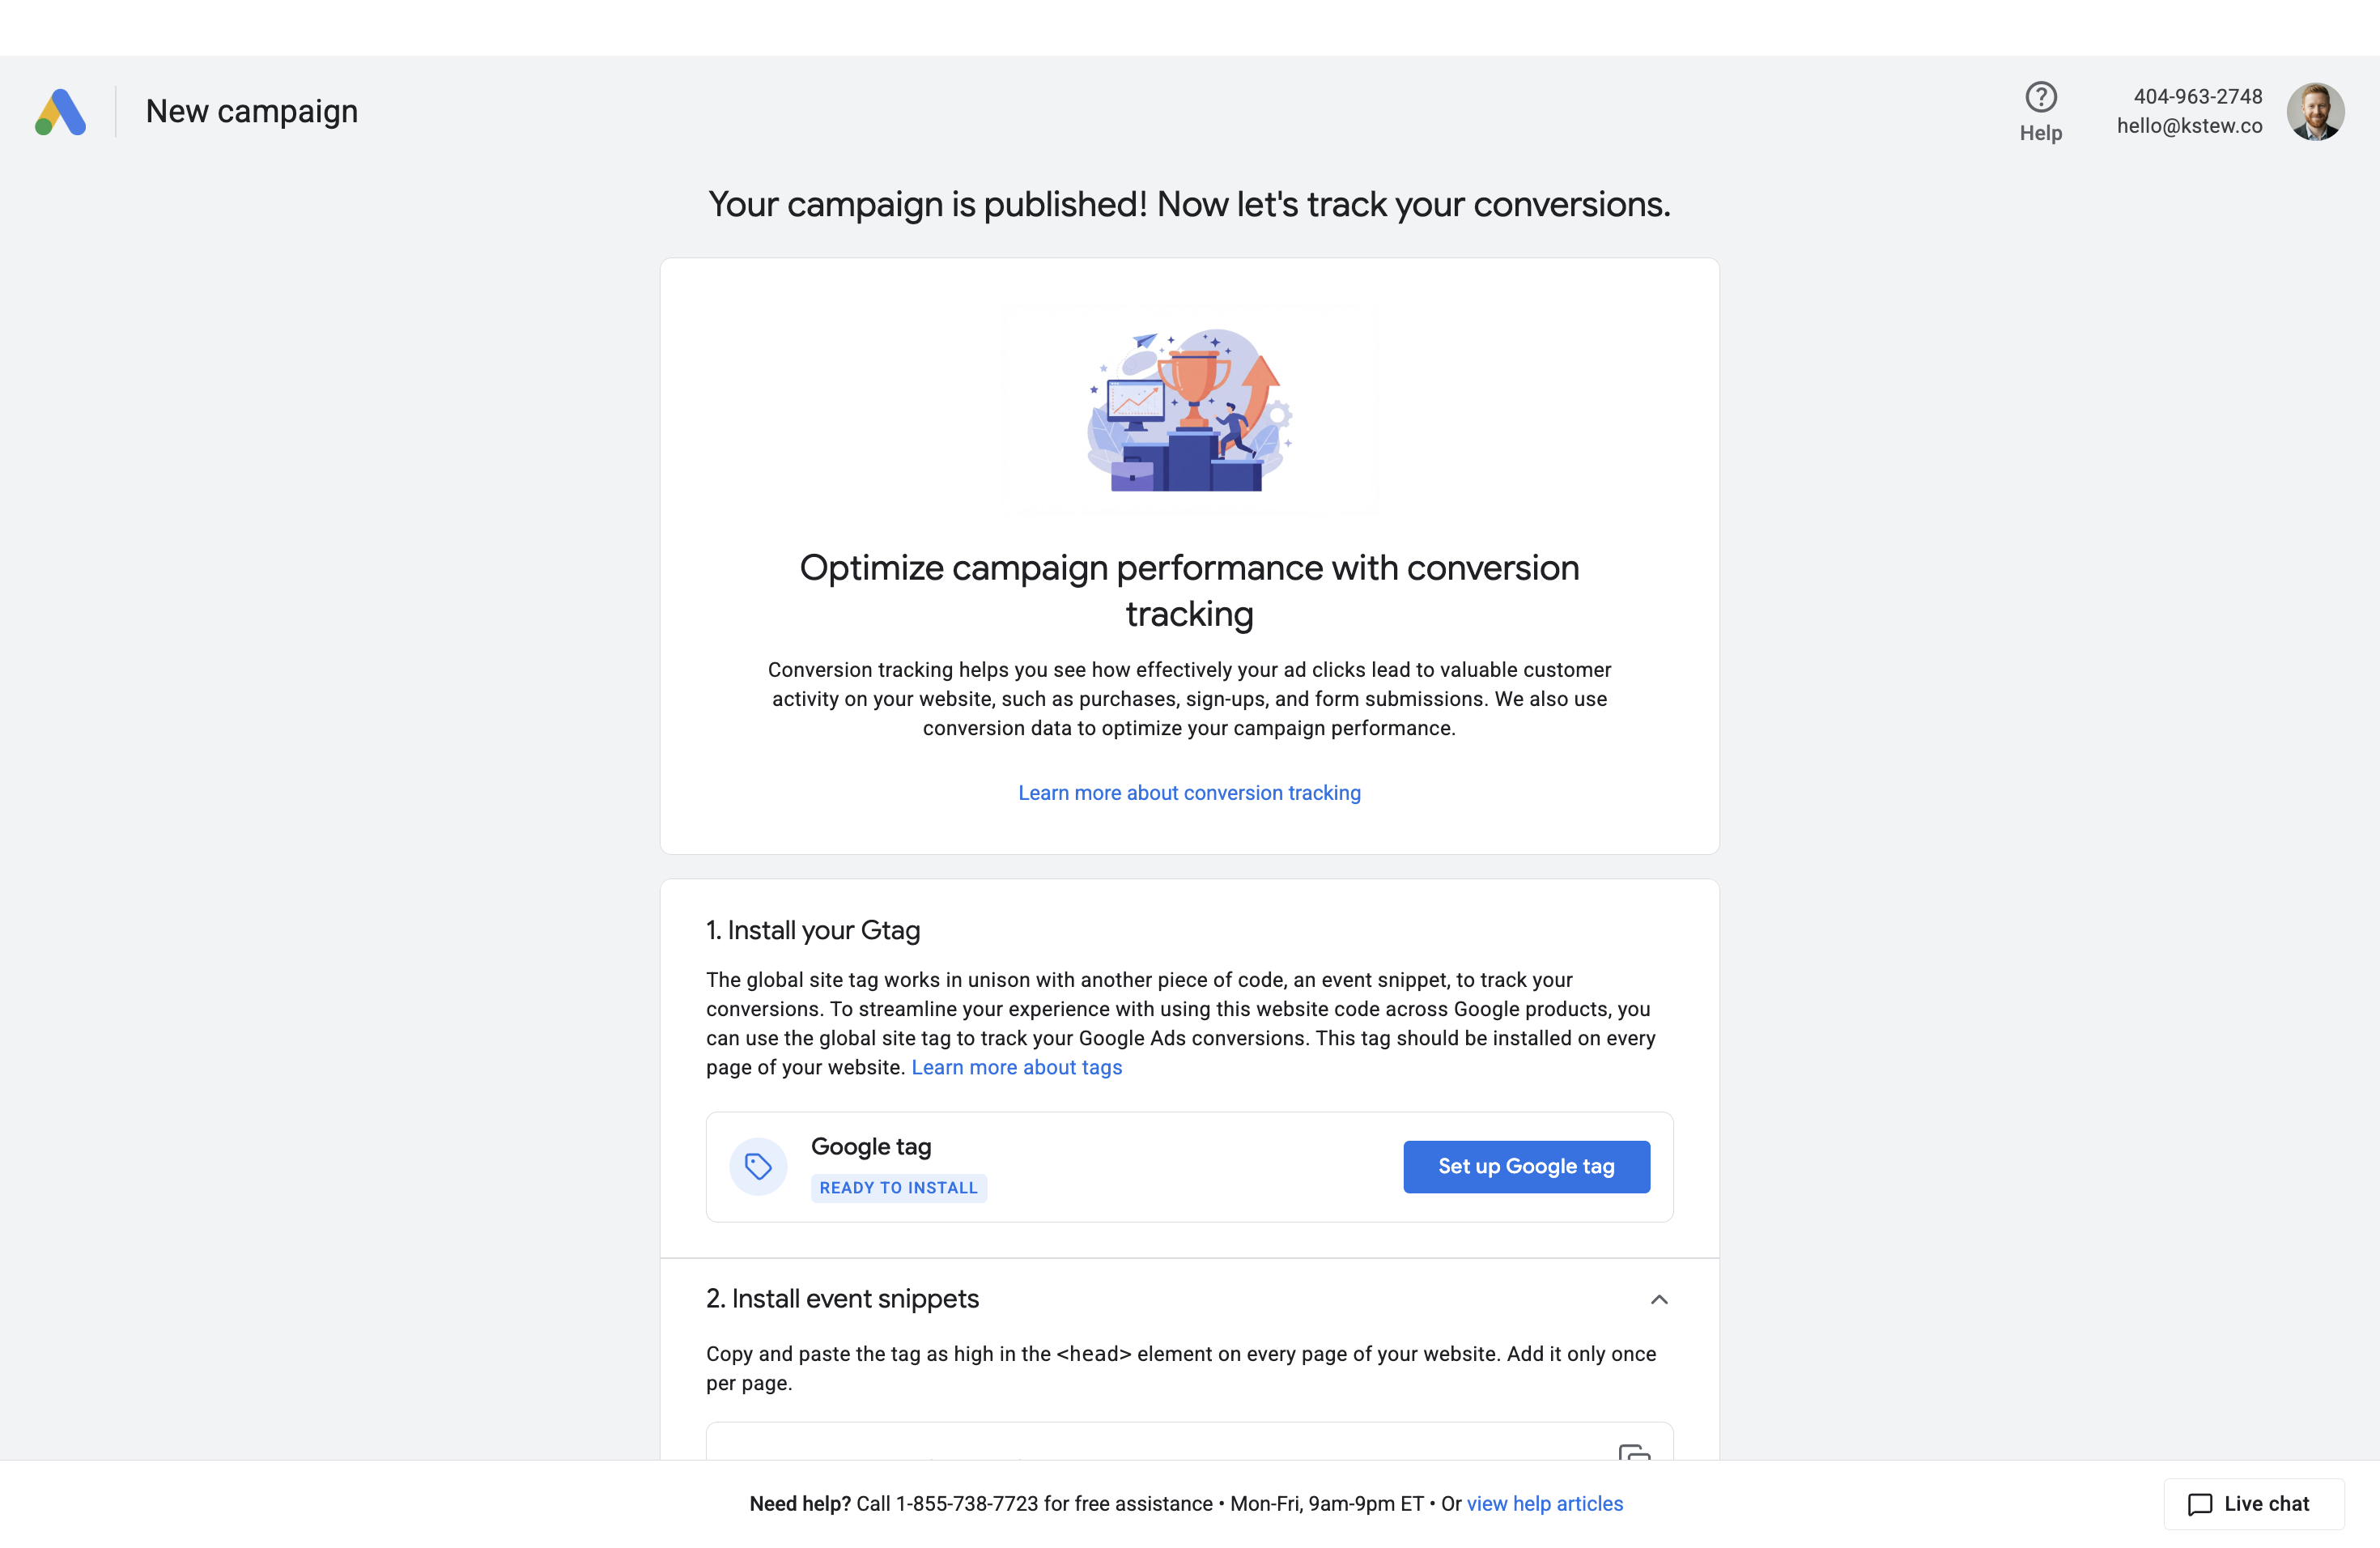 New campaign
Help
404-963-2748
hello@kstew.co
Your campaign is published! Now let's track your conversions.
Optimize campaign performance with conversion
tracking
Conversion tracking helps you see how effectively your ad clicks lead to valuable customer
activity on your website, such as purchases, sign-ups, and form submissions. We also use
conversion data to optimize your campaign performance.
Learn more about conversion tracking
1. Install your Gtag
The global site tag works in unison with another piece of code, an event snippet, to track your
conversions. To streamline your experience with using this website code across Google products, you
can use the global site tag to track your Google Ads conversions. This tag should be installed on every
page of your website. Learn more about tags
Google tag
READY TO INSTALL
Set up Google tag
2. Install event snippets
Copy and paste the tag as high in the <head> element on every page of your website. Add it only once
per page.
Need help? Call 1-855-738-7723 for free assistance • Mon-Fri, 9am-9pm ET • Or view help articles
Live chat